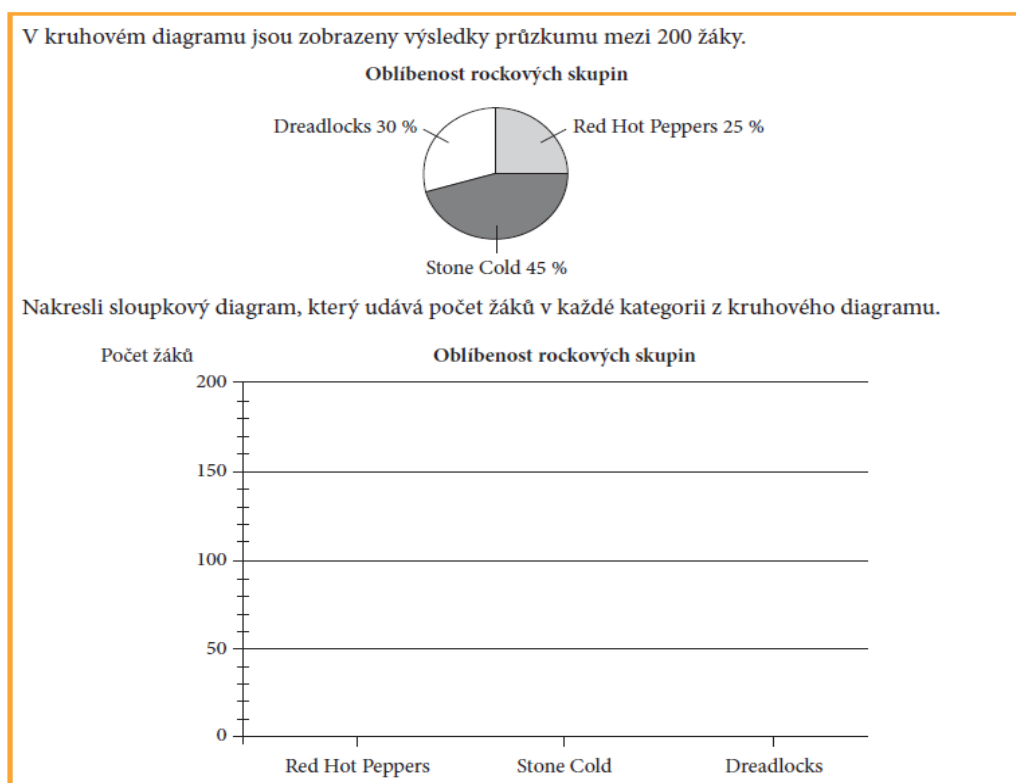 V kruhovém diagramu jsou zobrazeny výsledky průzkumu mezi 200 žáky.
Oblíbenost rockových skupin
Dreadlocks 30 %
Red Hot Peppers 25 %
Stone Cold 45 %
Nakresli sloupkový diagram, který udává počet žáků v každé kategorii z kruhového diagramu.
Počet žáků
Oblíbenost rockových skupin
200
150
100
50
0
Red Hot Peppers
Stone Cold
Dreadlocks